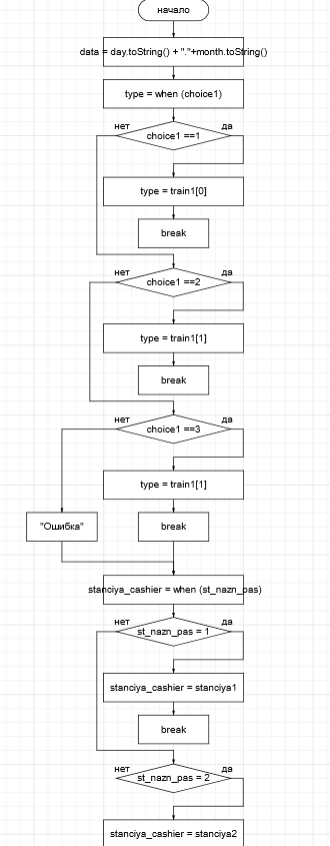 начало
data = day.toString() + "."+month.toString()
type = when (choice1)
нет
да
choice1 ==1
type = train1[0]
break
нет
да
choice1 ==2
type = train1[1]
break
нет
да
choice1 ==3
type = train1[1]
"Ошибка"
break
stanciya_cashier = when (st_nazn_pas)
нет
да
st_nazn_pas = 1
stanciya_cashier = stanciya1
break
нет
да
st_nazn_pas = 2
stanciya_cashier = stanciya2